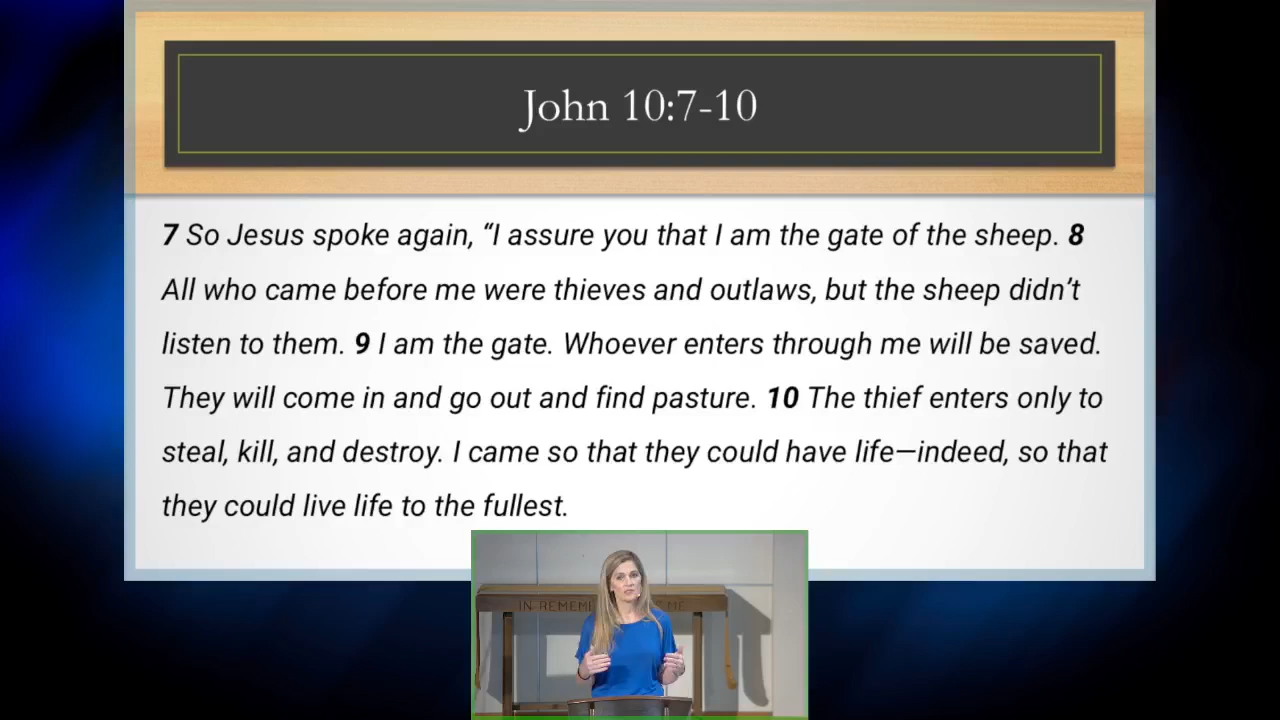 John 10:7-10
7 So Jesus spoke again, “I assure you that I am the gate of the sheep. 8
All who came before me were thieves and outlaws, but the sheep didn’t
listen to them. 9 I am the gate. Whoever enters through me will be saved.
They will come in and go out and find pasture. 10 The thief enters only to
steal, kill, and destroy. I came so that they could have life—indeed, so that
they could live life to the fullest.
IN REME ME